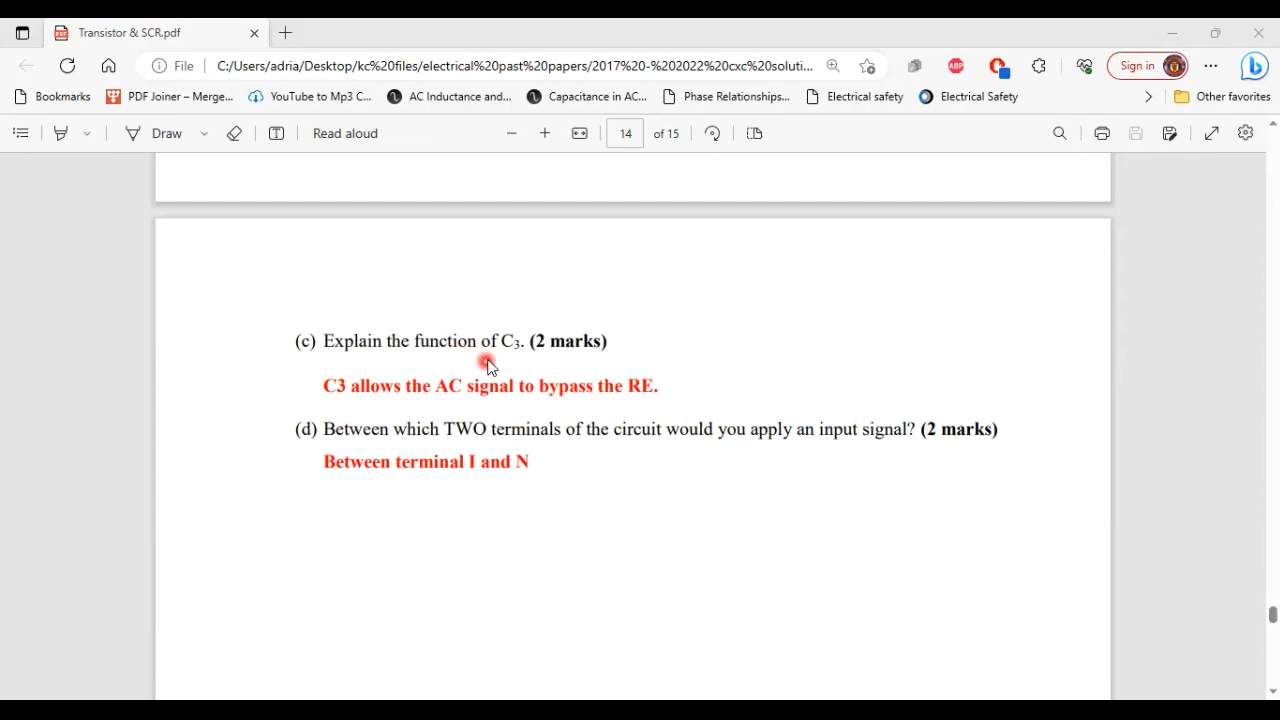 Transistor & SCR.pdf
File
C:/Users/adria/Desktop/kc%20files/electrical%20past%20papers/2017%20-%202022%20cxc%20soluti...
Sign in
Bookmarks
PDF Joiner – Merge...
YouTube to Mp3 C...
AC Inductance and...
Capacitance in AC...
Phase Relationships...
Electrical safety
Electrical Safety
Other favorites
Draw
Read aloud
14 of 15
(c) Explain the function of C₃. (2 marks)
C3 allows the AC signal to bypass the RE.
(d) Between which TWO terminals of the circuit would you apply an input signal? (2 marks)
Between terminal I and N